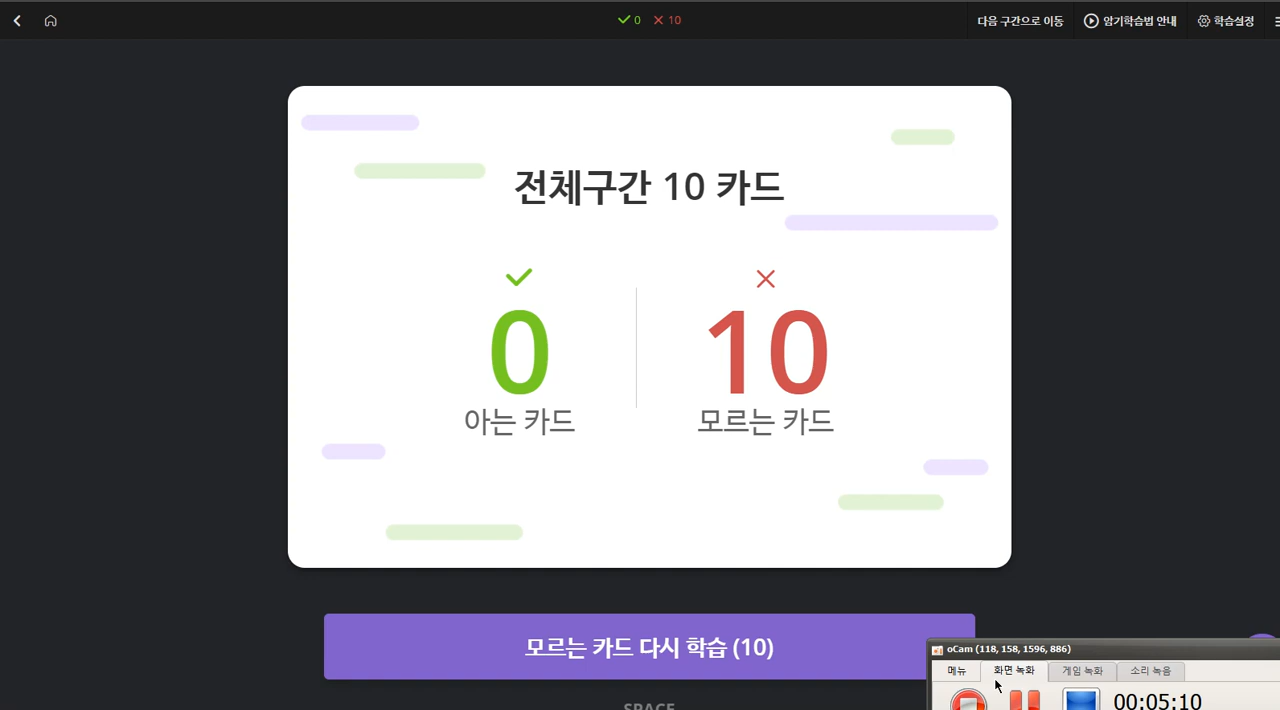 0 10 다음 구간으로 이동 암기학습법 안내 학습설정
전체구간 10 카드
0 10
아는 카드 모르는 카드
모르는 카드 다시 학습 (10)
oCam (118, 158, 1596, 886)
메뉴 화면 녹화 게임 녹화 소리 녹음
SPACE 00:05:10